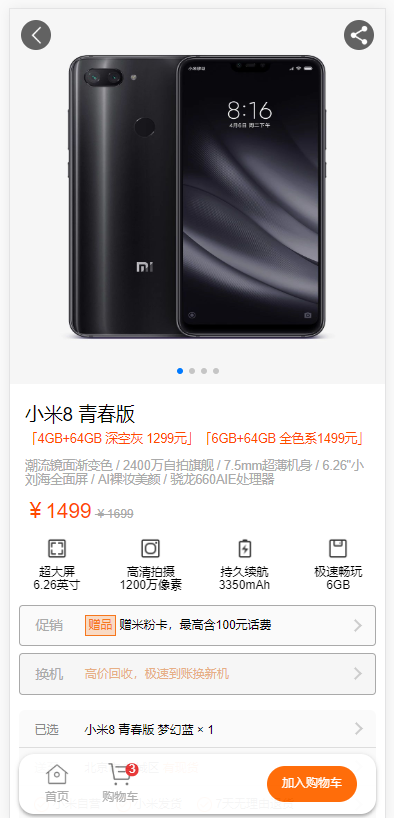 小米移动
8:16
4月6日 周二下午
mi
小米8 青春版
「4GB+64GB 深空灰 1299元」「6GB+64GB 全色系1499元」
潮流镜面渐变色 / 2400万自拍旗舰 / 7.5mm超薄机身 / 6.26"小
刘海全面屏 / AI裸妆美颜 / 骁龙660AIE处理器
￥1499 ￥1699
超大屏 高清拍摄 持久续航 极速畅玩
6.26英寸 1200万像素 3350mAh 6GB
促销 赠品 赠米粉卡，最高含100元话费
换机 高价回收，极速到账换新机
已选 小米8 青春版 梦幻蓝 × 1
3
首页 购物车 加入购物车